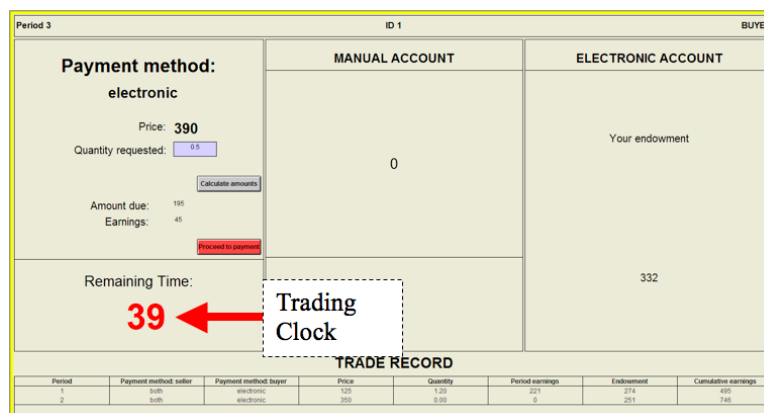 Period 3 ID 1 BUYE
Payment method:
electronic
Price: 390
Quantity requested: 0.5
Calculate amounts
Amount due: 195
Earnings: 45
Proceed to payment
Remaining Time:
39
MANUAL ACCOUNT
0
ELECTRONIC ACCOUNT
Your endowment
332
Trading
Clock
TRADE RECORD
Period Payment method: seller Payment method: buyer Price Quantity Period earnings Endowment Cumulative earnings
1 both electronic 125 1.20 221 274 495
2 both electronic 350 0.00 0 251 746